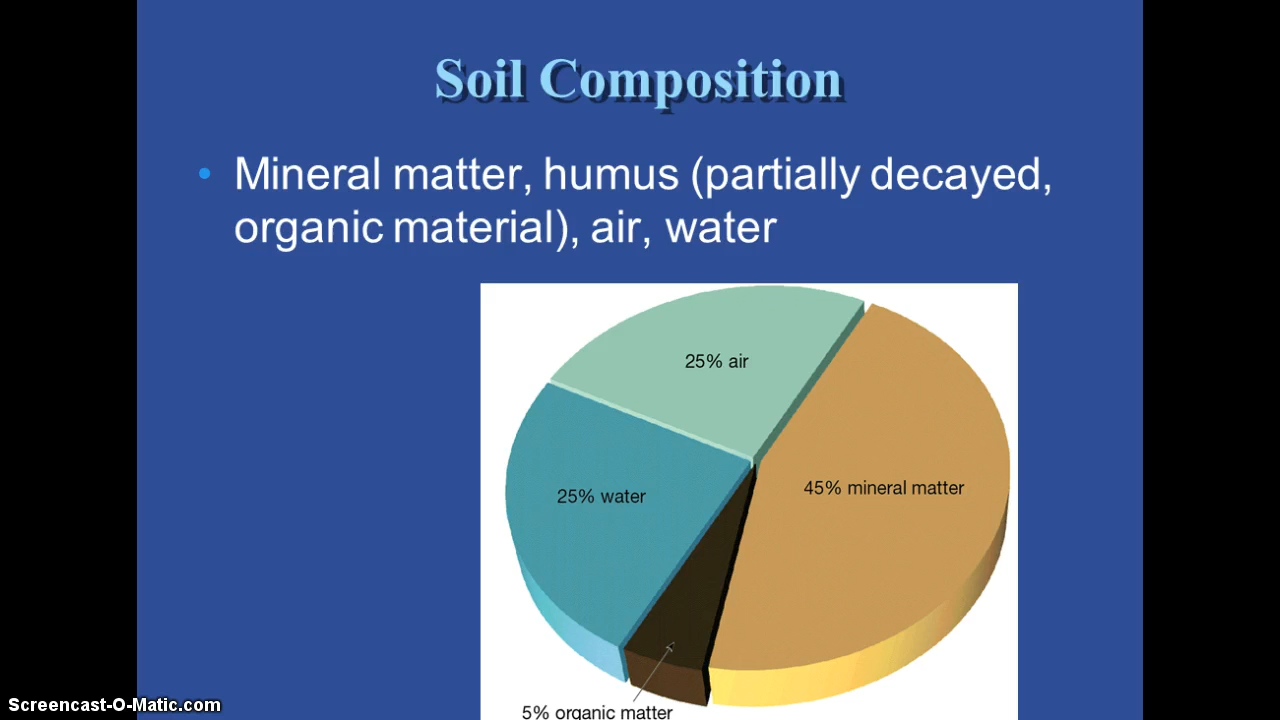 Soil Composition
• Mineral matter, humus (partially decayed,
organic material), air, water
25% air
25% water
45% mineral matter
5% organic matter
Screencast-O-Matic.com